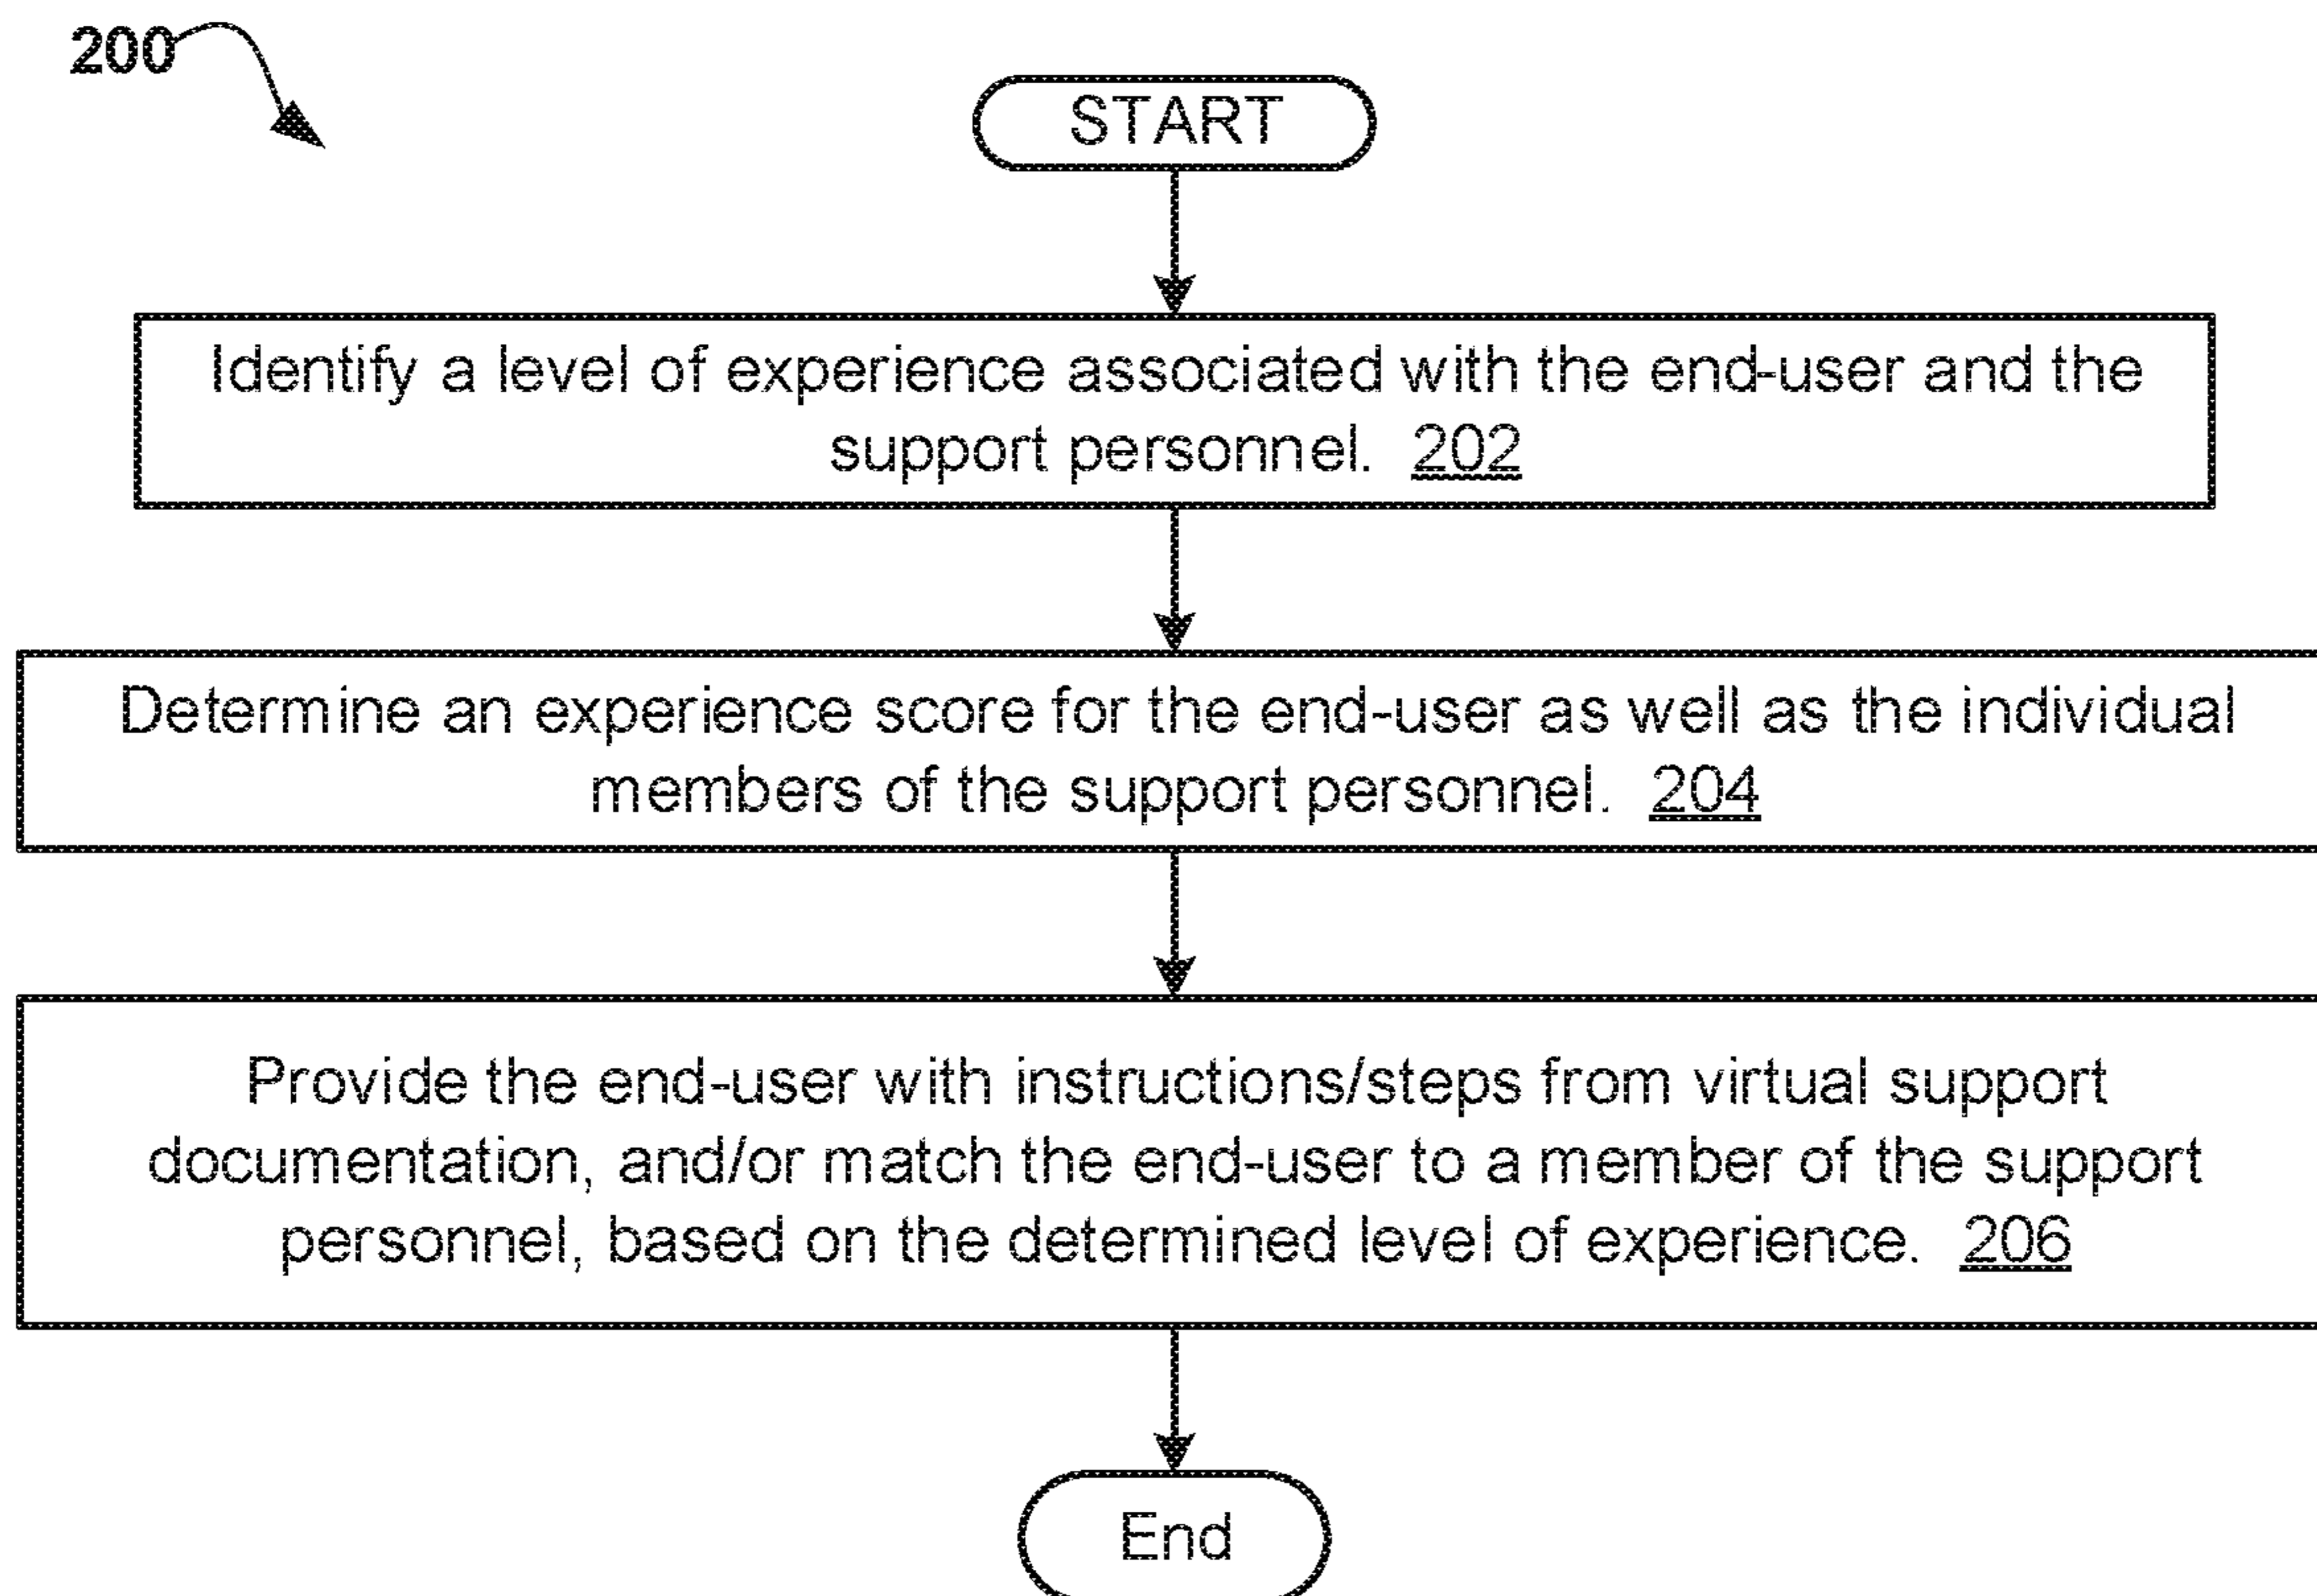 200
START
Identify a level of experience associated with the end-user and the
support personnel. 202
Determine an experience score for the end-user as well as the individual
members of the support personnel. 204
Provide the end-user with instructions/steps from virtual support
documentation, and/or match the end-user to a member of the support
personnel, based on the determined level of experience. 206
End